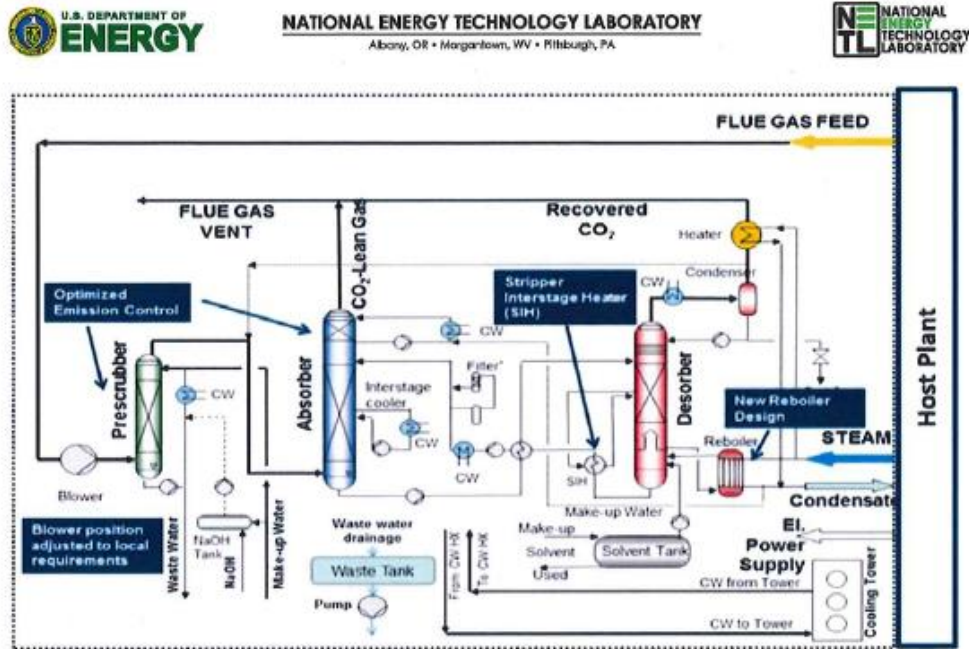 U.S. DEPARTMENT OF
ENERGY
NATIONAL ENERGY TECHNOLOGY LABORATORY
Albany, OR • Morgantown, WV • Pittsburgh, PA
NETL
NATIONAL
ENERGY
TECHNOLOGY
LABORATORY
FLUE GAS FEED
FLUE GAS
VENT
CO₂-Lean Gas
Recovered
CO₂
Heater
Condenser
CW
Optimized
Emission Control
Stripper
Interstage Heater
(SIH)
Prescrubber
CW
Absorber
CW
Interstage
cooler
CW
Filter*
CW
SIH
Desorber
New Reboiler
Design
Reboiler
STEAM
Condensate
Host Plant
Blower
Blower position
adjusted to local
requirements
Waste Water
NaOH
Tank
NaOH
Make-up Water
Waste water
drainage
Waste Tank
Pump
From CW HX
To CW HX
Make-up Water
Make-up
Solvent
Used
Solvent Tank
El.
Power
Supply
CW from Tower
CW to Tower
Cooling Tower